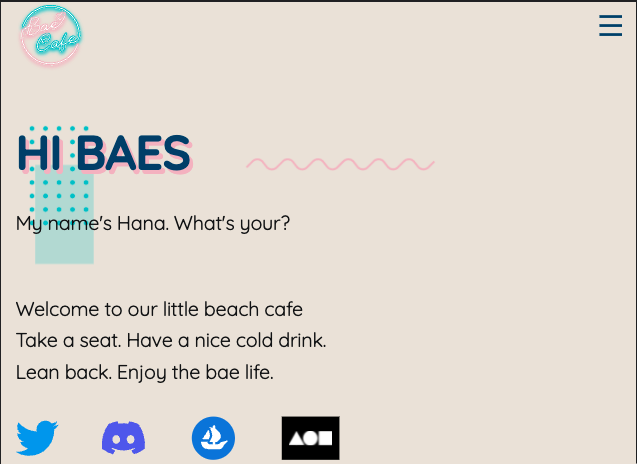 Bae
Cafe
HI BAES
My name's Hana. What's your?
Welcome to our little beach cafe
Take a seat. Have a nice cold drink.
Lean back. Enjoy the bae life.